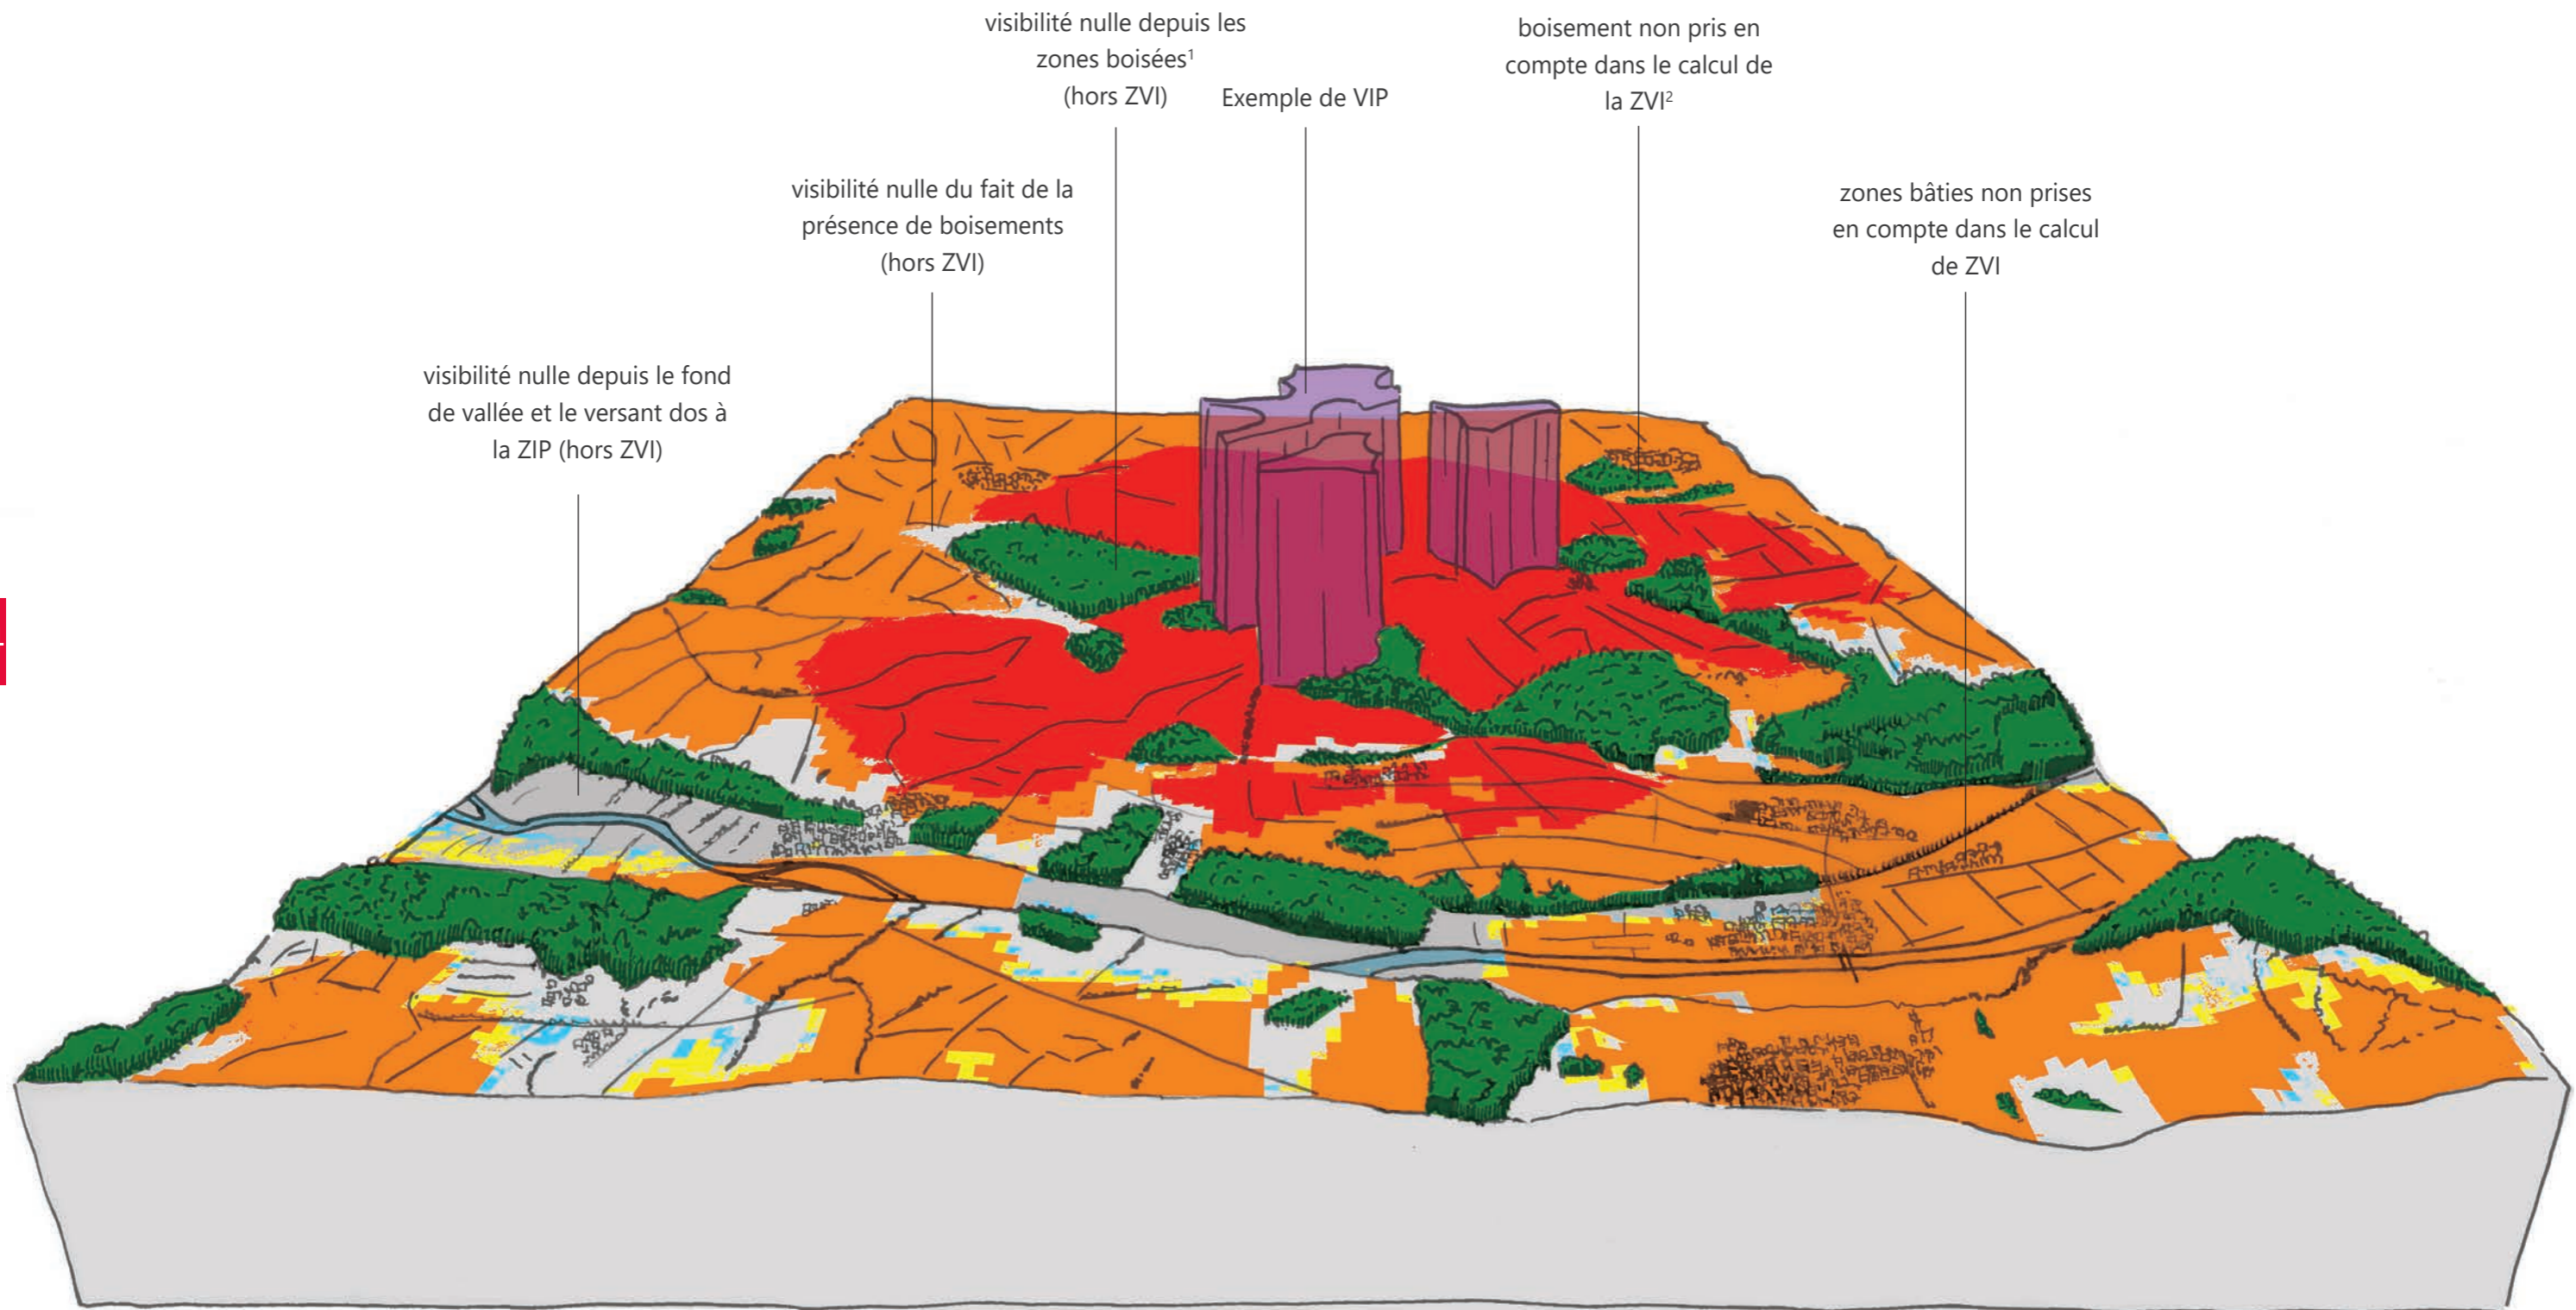 visibilité nulle depuis les
zones boisées¹
(hors ZVI)
Exemple de VIP
boisement non pris en
compte dans le calcul de
la ZVI²
visibilité nulle du fait de la
présence de boisements
(hors ZVI)
zones bâties non prises
en compte dans le calcul
de ZVI
visibilité nulle depuis le fond
de vallée et le versant dos à
la ZIP (hors ZVI)